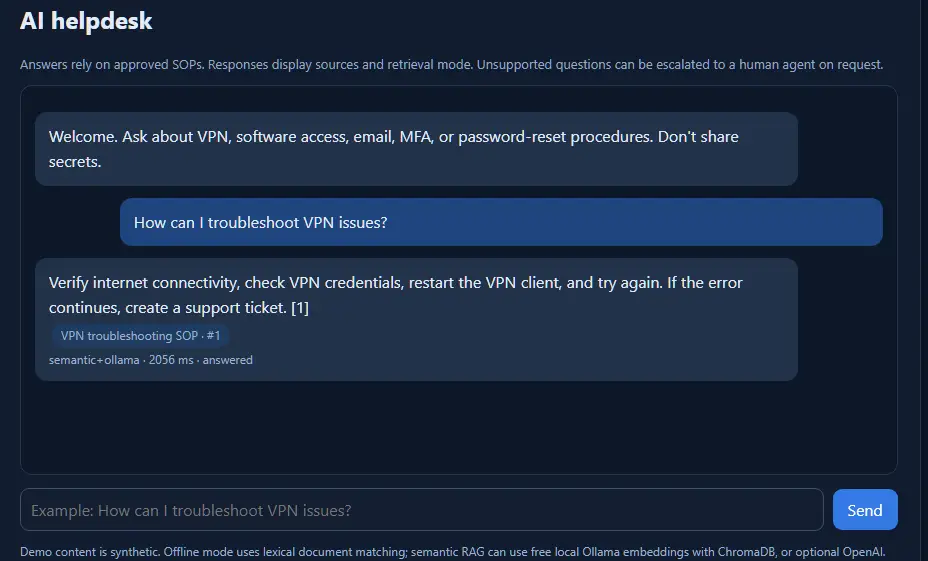 AI helpdesk
Answers rely on approved SOPs. Responses display sources and retrieval mode. Unsupported questions can be escalated to a human agent on request.
Welcome. Ask about VPN, software access, email, MFA, or password-reset procedures. Don't share
secrets.
How can I troubleshoot VPN issues?
Verify internet connectivity, check VPN credentials, restart the VPN client, and try again. If the error
continues, create a support ticket. [1]
VPN troubleshooting SOP · #1
semantic+ollama · 2056 ms · answered
Example: How can I troubleshoot VPN issues?
Send
Demo content is synthetic. Offline mode uses lexical document matching; semantic RAG can use free local Ollama embeddings with ChromaDB, or optional OpenAI.